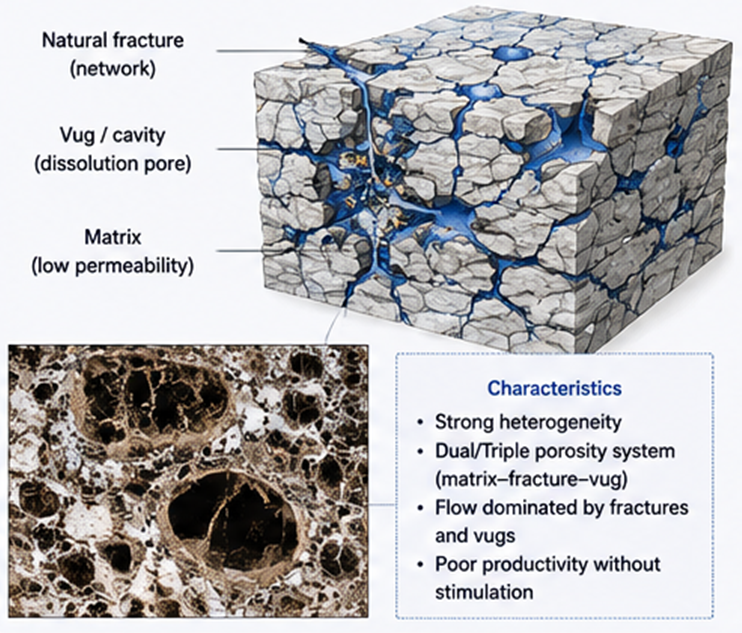 Natural fracture
(network)
Vug / cavity
(dissolution pore)
Matrix
(low permeability)
Characteristics
• Strong heterogeneity
• Dual/Triple porosity system
(matrix–fracture–vug)
• Flow dominated by fractures
and vugs
• Poor productivity without
stimulation